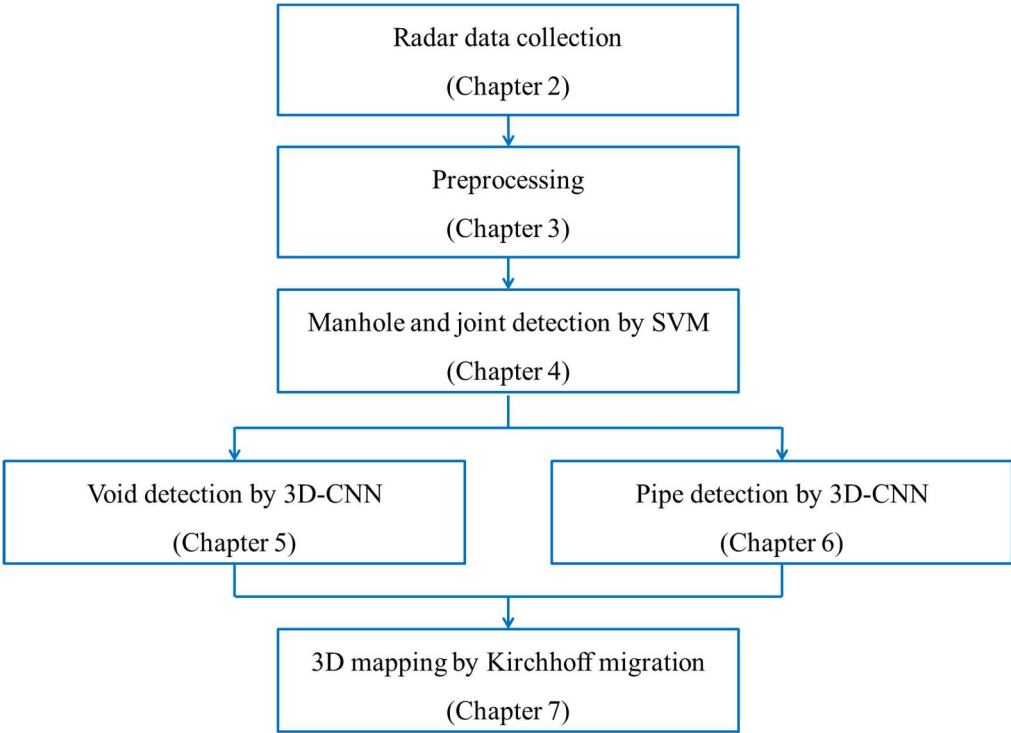 Radar data collection
(Chapter 2)
Preprocessing
(Chapter 3)
Manhole and joint detection by SVM
(Chapter 4)
Void detection by 3D-CNN
(Chapter 5)
Pipe detection by 3D-CNN
(Chapter 6)
3D mapping by Kirchhoff migration
(Chapter 7)